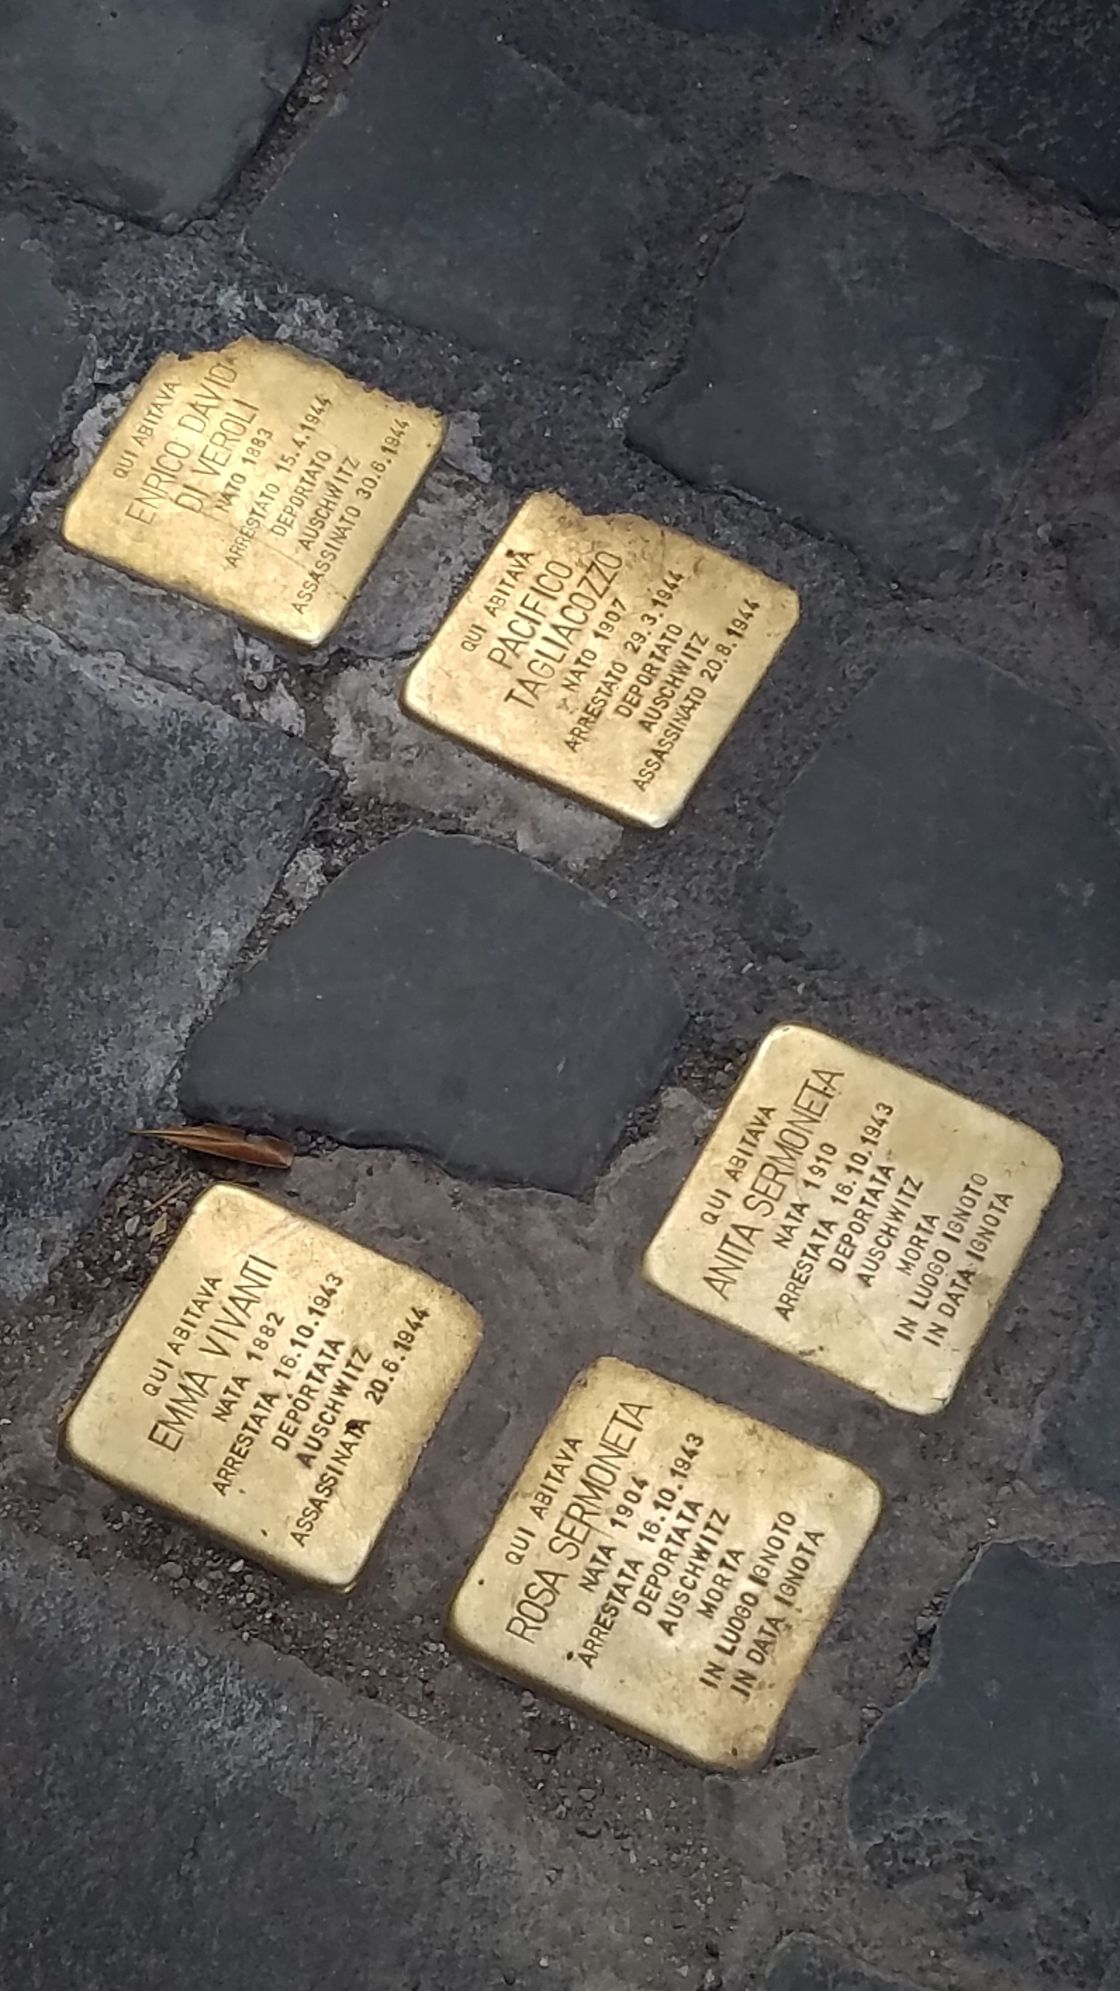 QUI ABITAVA
ENRICO DAVID
DI VEROLI
NATO 1883
ARRESTATO 15.4.1944
DEPORTATO
AUSCHWITZ
ASSASSINATO 30.6.1944
QUI ABITAVA
PACIFICO
TAGLIACOZZO
NATO 1907
ARRESTATO 29.3.1944
DEPORTATO
AUSCHWITZ
ASSASSINATO 20.8.1944
QUI ABITAVA
ANITA SERMONETA
NATA 1910
ARRESTATA 16.10.1943
DEPORTATA
AUSCHWITZ
MORTA
IN LUOGO IGNOTO
IN DATA IGNOTA
QUI ABITAVA
EMMA VIVANTI
NATA 1882
ARRESTATA 16.10.1943
DEPORTATA
AUSCHWITZ
ASSASSINATA 20.6.1944
QUI ABITAVA
ROSA SERMONETA
NATA 1904
ARRESTATA 16.10.1943
DEPORTATA
AUSCHWITZ
MORTA
IN LUOGO IGNOTO
IN DATA IGNOTA